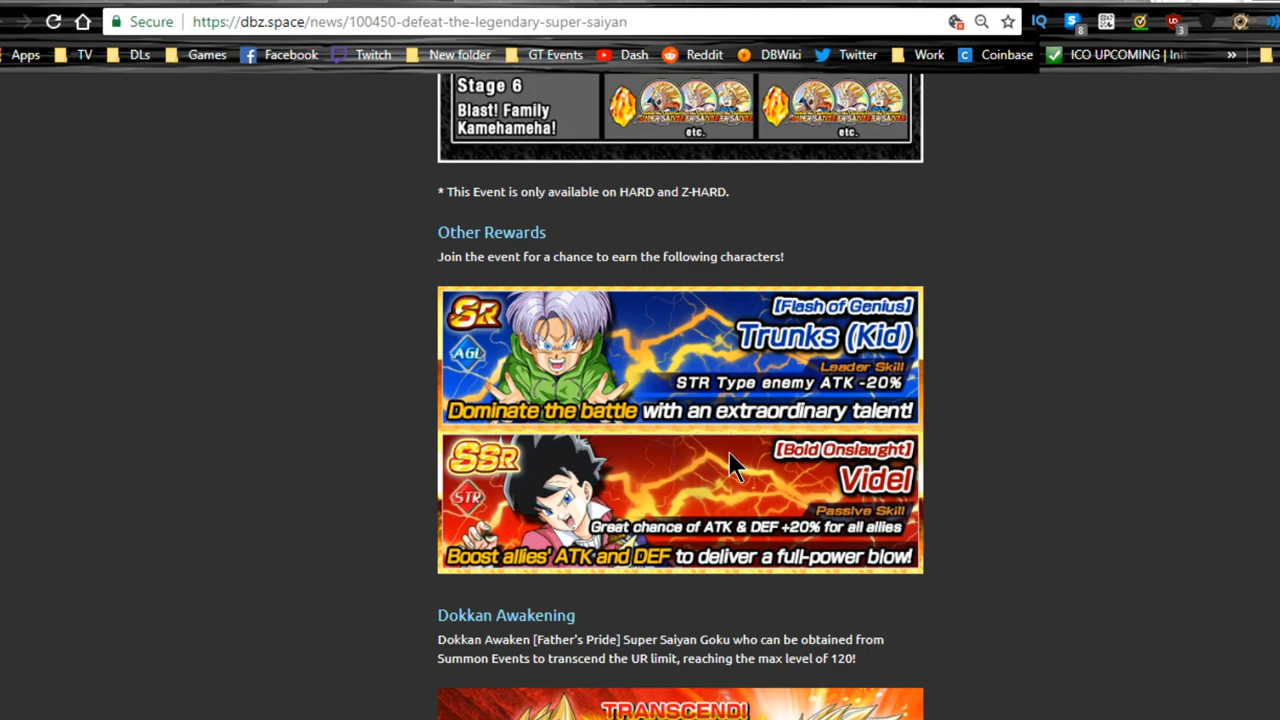 Secure https://dbz.space/news/100450-defeat-the-legendary-super-saiyan IQ 8 3
Apps TV DLs Games Facebook Twitch New folder GT Events Dash Reddit DBWiki Twitter Work Coinbase ICO UPCOMING | Init »
Stage 6
Blast! Family
Kamehameha!
etc. etc.
* This Event is only available on HARD and Z-HARD.
Other Rewards
Join the event for a chance to earn the following characters!
SR
AGL
[Flash of Genius]
Trunks (Kid)
Leader Skill
STR Type enemy ATK -20%
Dominate the battle with an extraordinary talent!
SSR
STR
[Bold Onslaught]
Videl
Passive Skill
Great chance of ATK & DEF +20% for all allies
Boost allies' ATK and DEF to deliver a full-power blow!
Dokkan Awakening
Dokkan Awaken [Father's Pride] Super Saiyan Goku who can be obtained from
Summon Events to transcend the UR limit, reaching the max level of 120!
TRANSCEND!